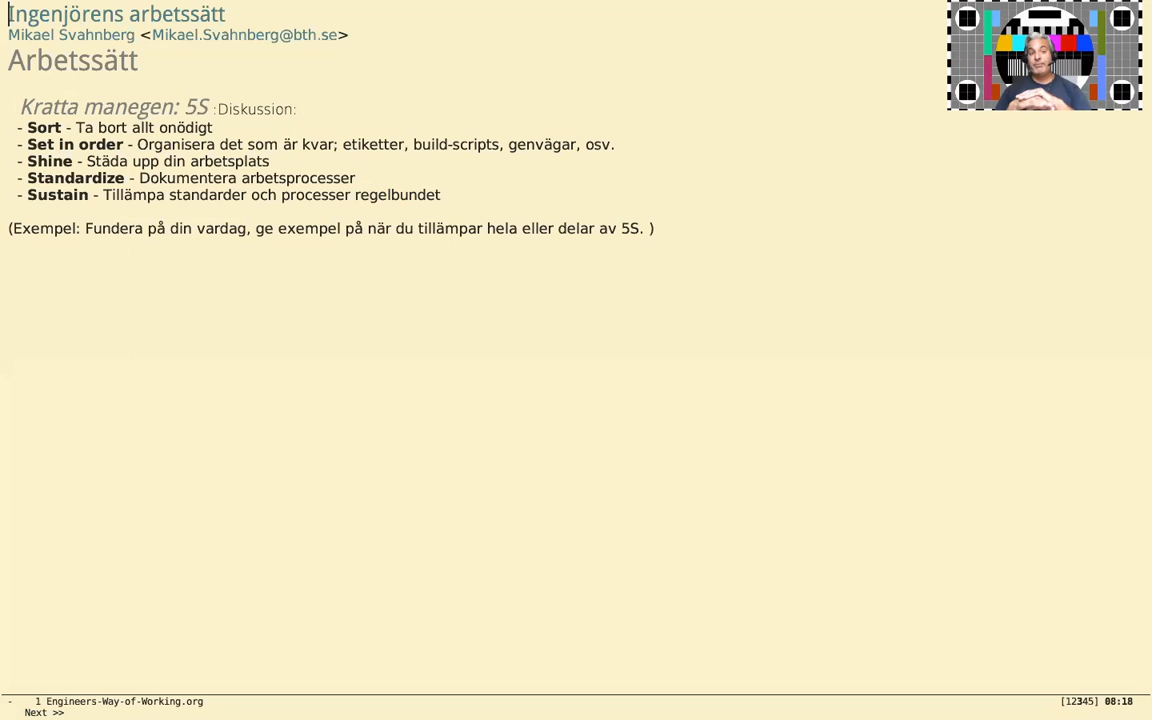 Ingenjörens arbetssätt
Mikael Svahnberg <Mikael.Svahnberg@bth.se>
Arbetssätt
Kratta manegen: 5S :Diskussion:
- Sort - Ta bort allt onödigt
- Set in order - Organisera det som är kvar; etiketter, build-scripts, genvägar, osv.
- Shine - Städa upp din arbetsplats
- Standardize - Dokumentera arbetsprocesser
- Sustain - Tillämpa standarder och processer regelbundet
(Exempel: Fundera på din vardag, ge exempel på när du tillämpar hela eller delar av 5S. )
- 1 Engineers-Way-of-Working.org [12345] 08:18
Next >>